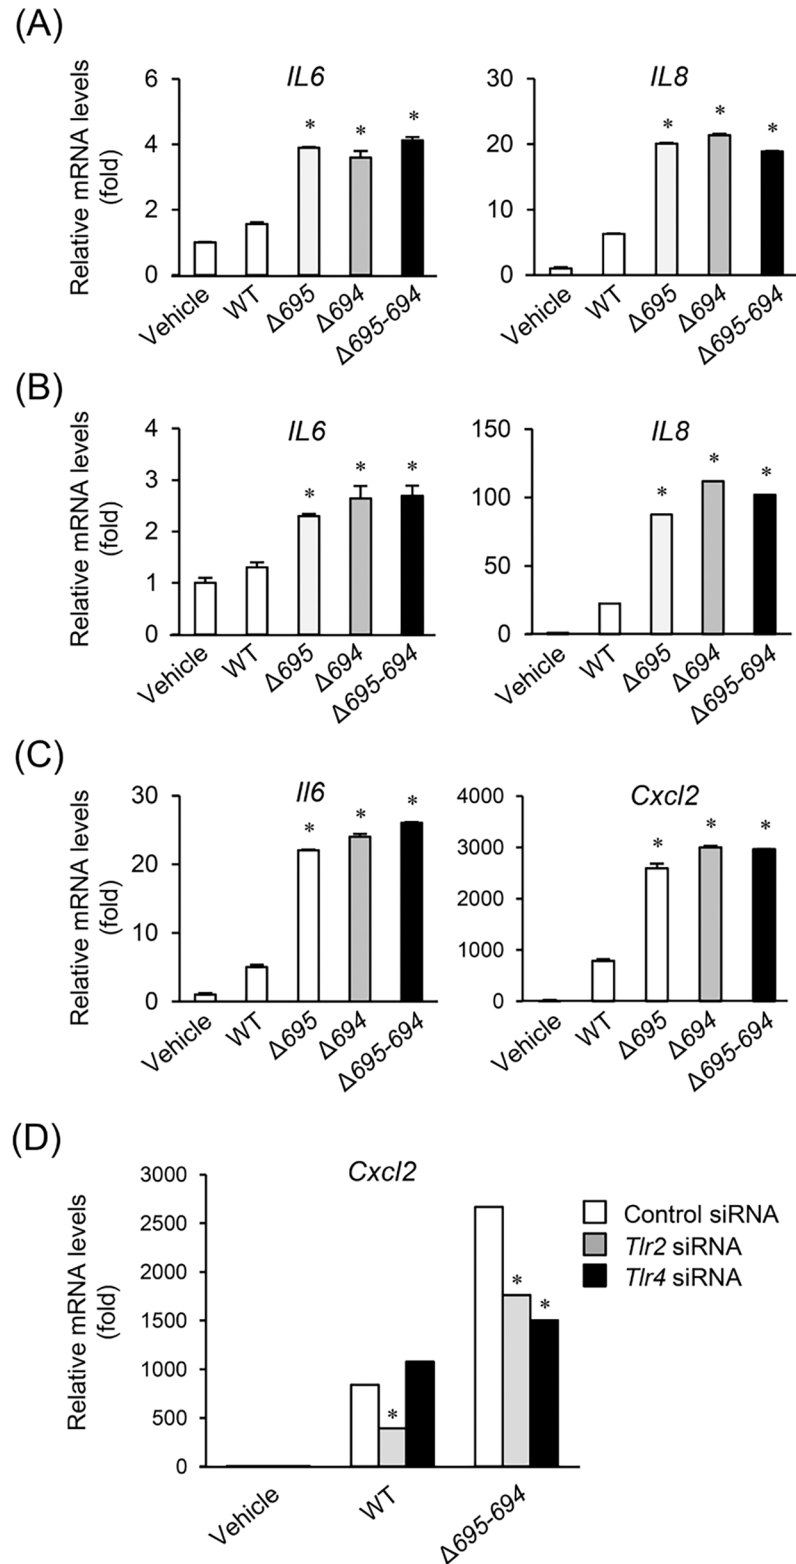 (A)
IL6
IL8
Relative mRNA levels
(fold)
6
4
2
0
30
20
10
0
*
*
*
*
*
*
Vehicle
WT
Δ695
Δ694
Δ695-694
Vehicle
WT
Δ695
Δ694
Δ695-694
(B)
IL6
IL8
Relative mRNA levels
(fold)
4
3
2
1
0
150
100
50
0
*
*
*
*
*
*
Vehicle
WT
Δ695
Δ694
Δ695-694
Vehicle
WT
Δ695
Δ694
Δ695-694
(C)
Il6
Cxcl2
Relative mRNA levels
(fold)
30
20
10
0
4000
3000
2000
1000
0
*
*
*
*
*
*
Vehicle
WT
Δ695
Δ694
Δ695-694
Vehicle
WT
Δ695
Δ694
Δ695-694
(D)
Cxcl2
Relative mRNA levels
(fold)
3000
2500
2000
1500
1000
500
0
*
*
*
Control siRNA
Tlr2 siRNA
Tlr4 siRNA
Vehicle
WT
Δ695-694